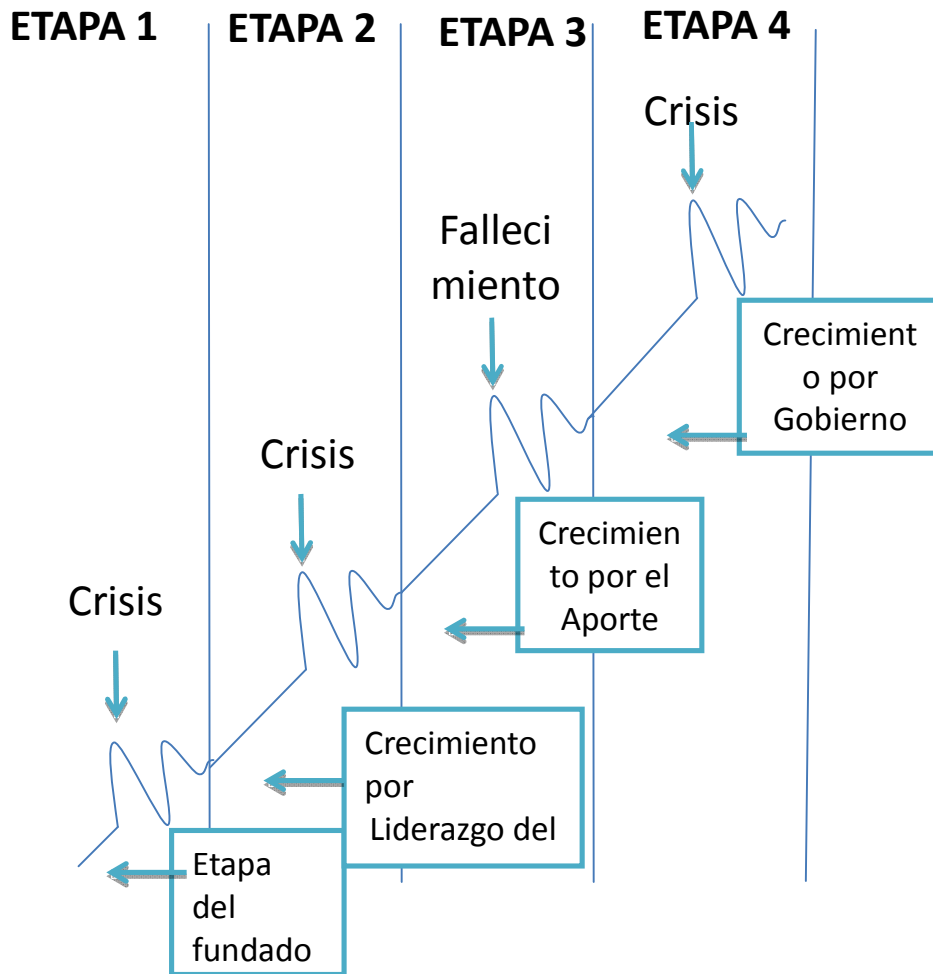 ETAPA 1
ETAPA 2
ETAPA 3
ETAPA 4
Crisis
Falleci
miento
Crecimient
o por
Gobierno
Crisis
Crecimien
to por el
Aporte
Crisis
Crecimiento
por
Liderazgo del
Etapa
del
fundado